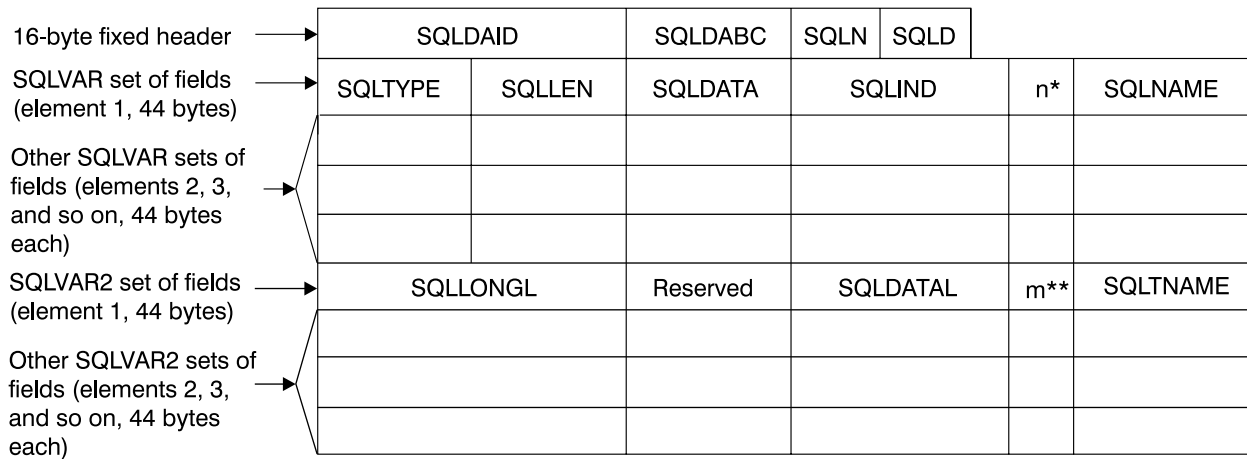 16-byte fixed header
SQLDAID SQLDABC SQLN SQLD
SQLVAR set of fields
(element 1, 44 bytes)
SQLTYPE SQLLEN SQLDATA SQLIND n* SQLNAME
Other SQLVAR sets of
fields (elements 2, 3,
and so on, 44 bytes
each)
SQLVAR2 set of fields
(element 1, 44 bytes)
SQLLONGL Reserved SQLDATAL m** SQLTNAME
Other SQLVAR2 sets of
fields (elements 2, 3,
and so on, 44 bytes
each)